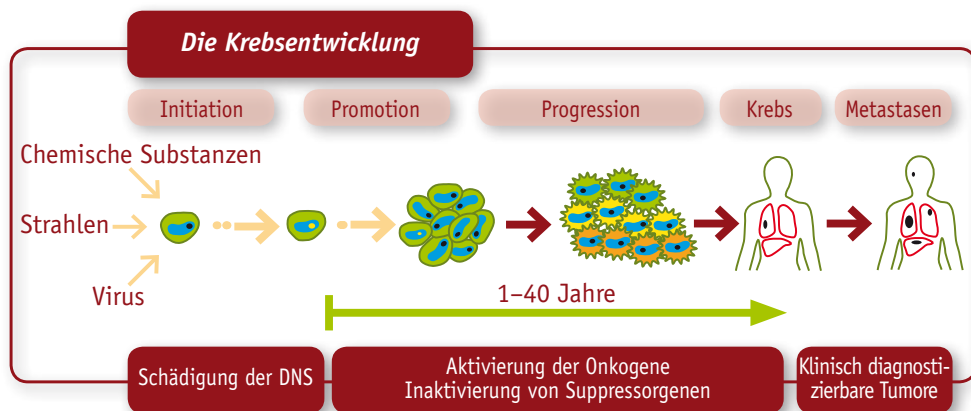 Die Krebsentwicklung
Initiation
Promotion
Progression
Krebs
Metastasen
Chemische Substanzen
Strahlen
Virus
1–40 Jahre
Schädigung der DNS
Aktivierung der Onkogene
Inaktivierung von Suppressorgenen
Klinisch diagnosti-
zierbare Tumore